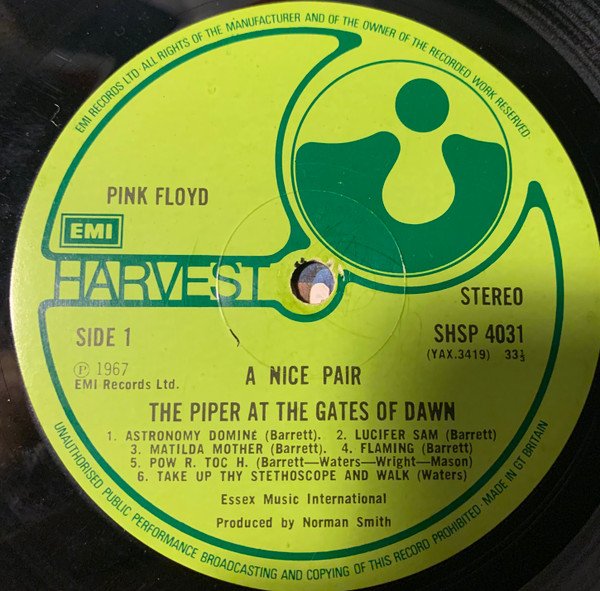 EMI RECORDS LTD ALL RIGHTS OF THE MANUFACTURER AND OF THE OWNER OF THE RECORDED WORK RESERVED·
PINK FLOYD
EMI
HARVEST
STEREO
SIDE 1
SHSP 4031
(YAX.3419) 33⅓
Ⓟ 1967
EMI Records Ltd.
A NICE PAIR
THE PIPER AT THE GATES OF DAWN
1. ASTRONOMY DOMINÉ (Barrett). 2. LUCIFER SAM (Barrett)
3. MATILDA MOTHER (Barrett). 4. FLAMING (Barrett)
5. POW R. TOC H. (Barrett—Waters—Wright—Mason)
6. TAKE UP THY STETHOSCOPE AND WALK (Waters)
Essex Music International
Produced by Norman Smith
UNAUTHORISED PUBLIC PERFORMANCE BROADCASTING AND COPYING OF THIS RECORD PROHIBITED· MADE IN GT BRITAIN